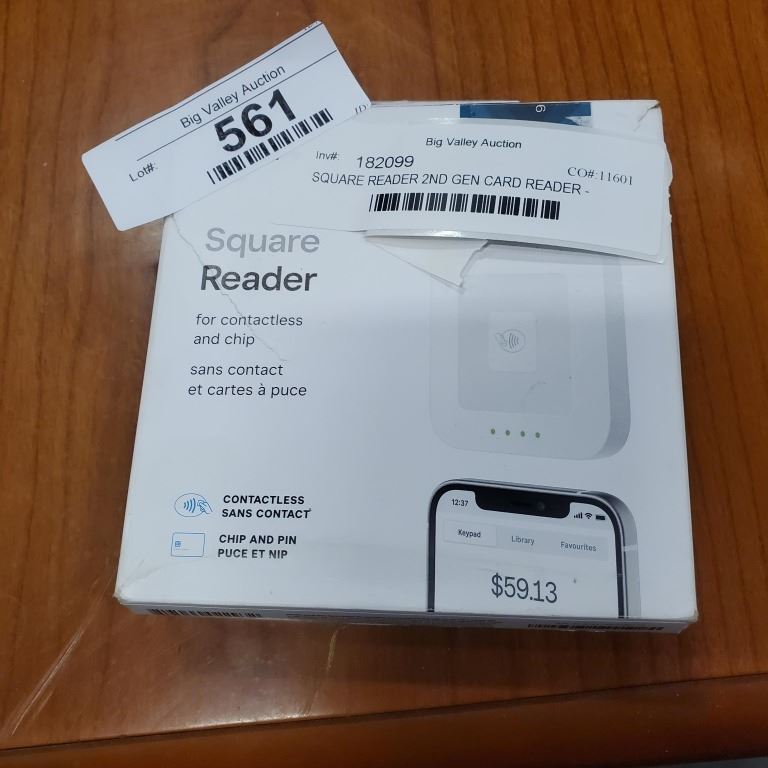 Big Valley Auction
Lot#: 561
ID
6
Big Valley Auction
Inv#: 182099
CO#:11601
SQUARE READER 2ND GEN CARD READER -
Square
Reader
for contactless
and chip
sans contact
et cartes à puce
CONTACTLESS
SANS CONTACT
CHIP AND PIN
PUCE ET NIP
12:37
Keypad Library Favourites
$59.13